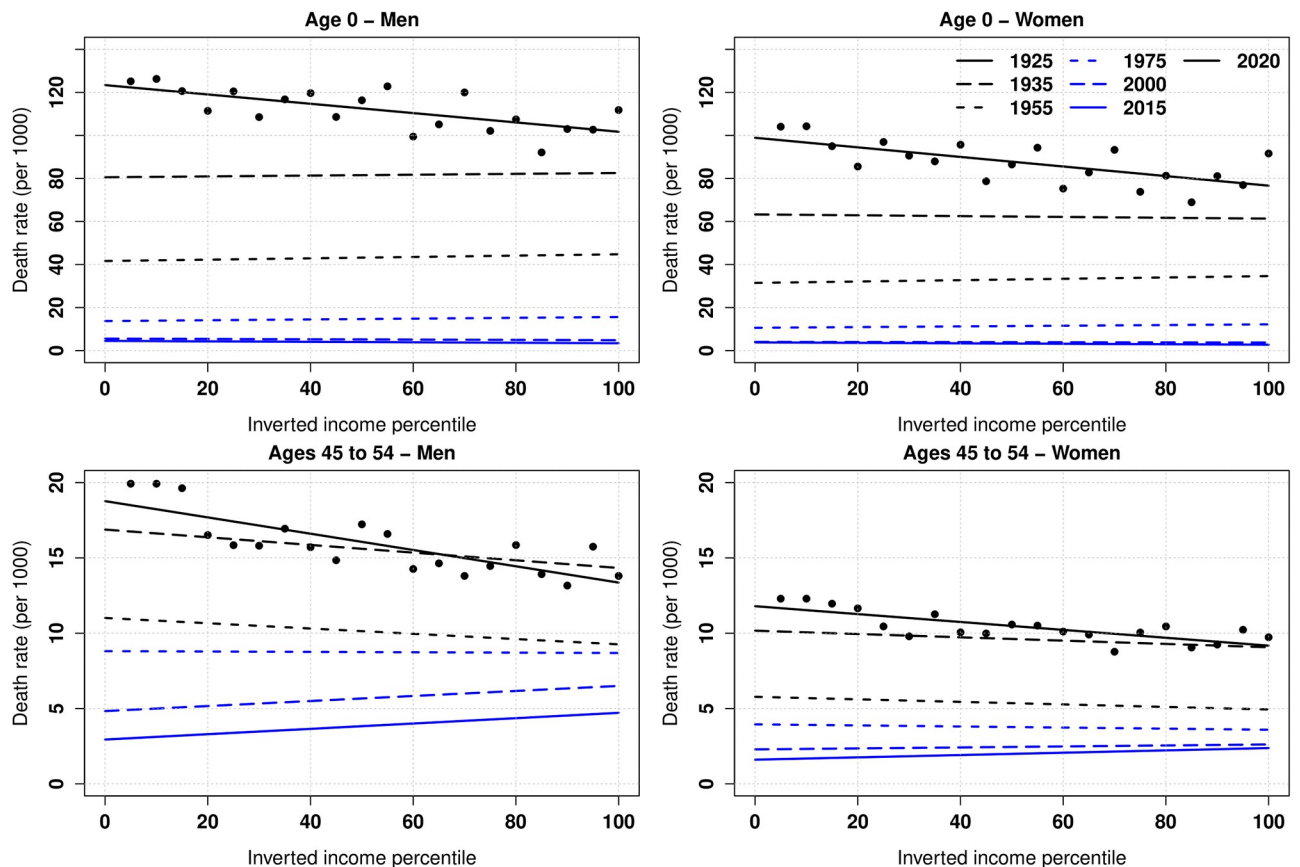 Age 0 – Men
Death rate (per 1000)
0 20 40 60 80 100 120
0 20 40 60 80 100
Inverted income percentile
Age 0 – Women
1925 1975 2020
1935 2000
1955 2015
Death rate (per 1000)
0 20 40 60 80 100 120
0 20 40 60 80 100
Inverted income percentile
Ages 45 to 54 – Men
Death rate (per 1000)
0 5 10 15 20
0 20 40 60 80 100
Inverted income percentile
Ages 45 to 54 – Women
Death rate (per 1000)
0 5 10 15 20
0 20 40 60 80 100
Inverted income percentile